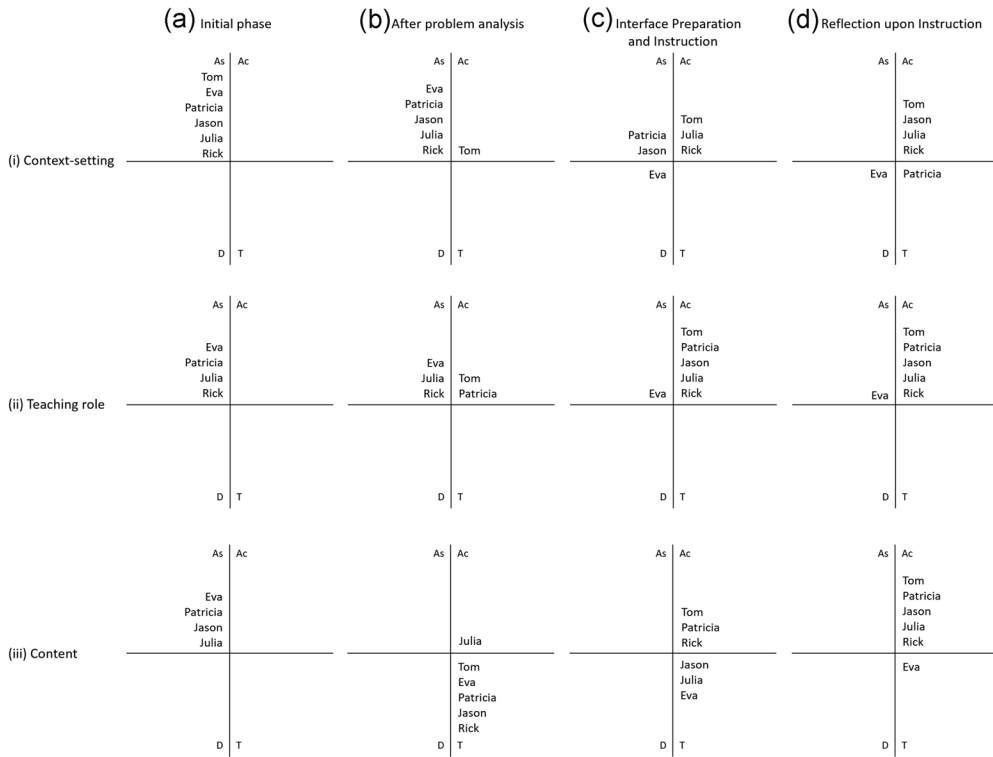 (a) Initial phase
(b) After problem analysis
(c) Interface Preparation
and Instruction
(d) Reflection upon Instruction
(i) Context-setting
As Ac
Tom
Eva
Patricia
Jason
Julia
Rick
D T
As Ac
Eva
Patricia
Jason
Julia
Rick Tom
D T
As Ac
Tom
Patricia Julia
Jason Rick
Eva
D T
As Ac
Tom
Jason
Julia
Rick
Eva Patricia
D T
(ii) Teaching role
As Ac
Eva
Patricia
Julia
Rick
D T
As Ac
Eva
Julia Tom
Rick Patricia
D T
As Ac
Tom
Patricia
Jason
Julia
Eva Rick
D T
As Ac
Tom
Patricia
Jason
Julia
Eva Rick
D T
(iii) Content
As Ac
Eva
Patricia
Jason
Julia
D T
As Ac
Julia
Tom
Eva
Patricia
Jason
Rick
D T
As Ac
Tom
Patricia
Rick
Jason
Julia
Eva
D T
As Ac
Tom
Patricia
Jason
Julia
Rick
Eva
D T